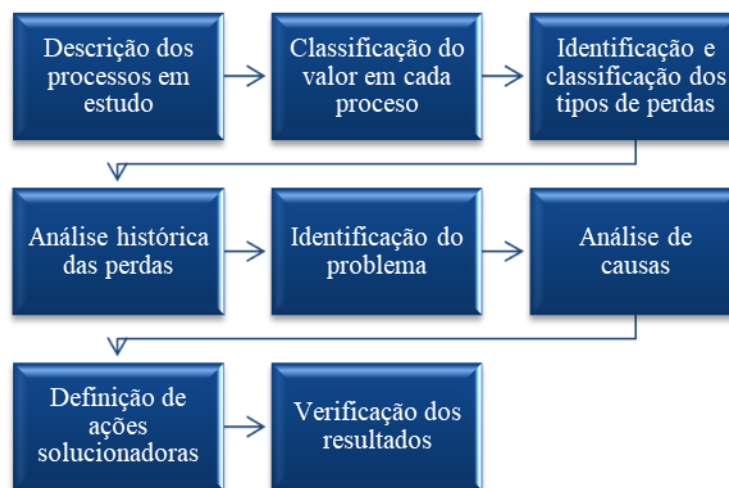 Descrição dos
processos em
estudo
Classificação do
valor em cada
proceso
Identificação e
classificação dos
tipos de perdas
Análise histórica
das perdas
Identificação do
problema
Análise de
causas
Definição de
ações
solucionadoras
Verificação dos
resultados